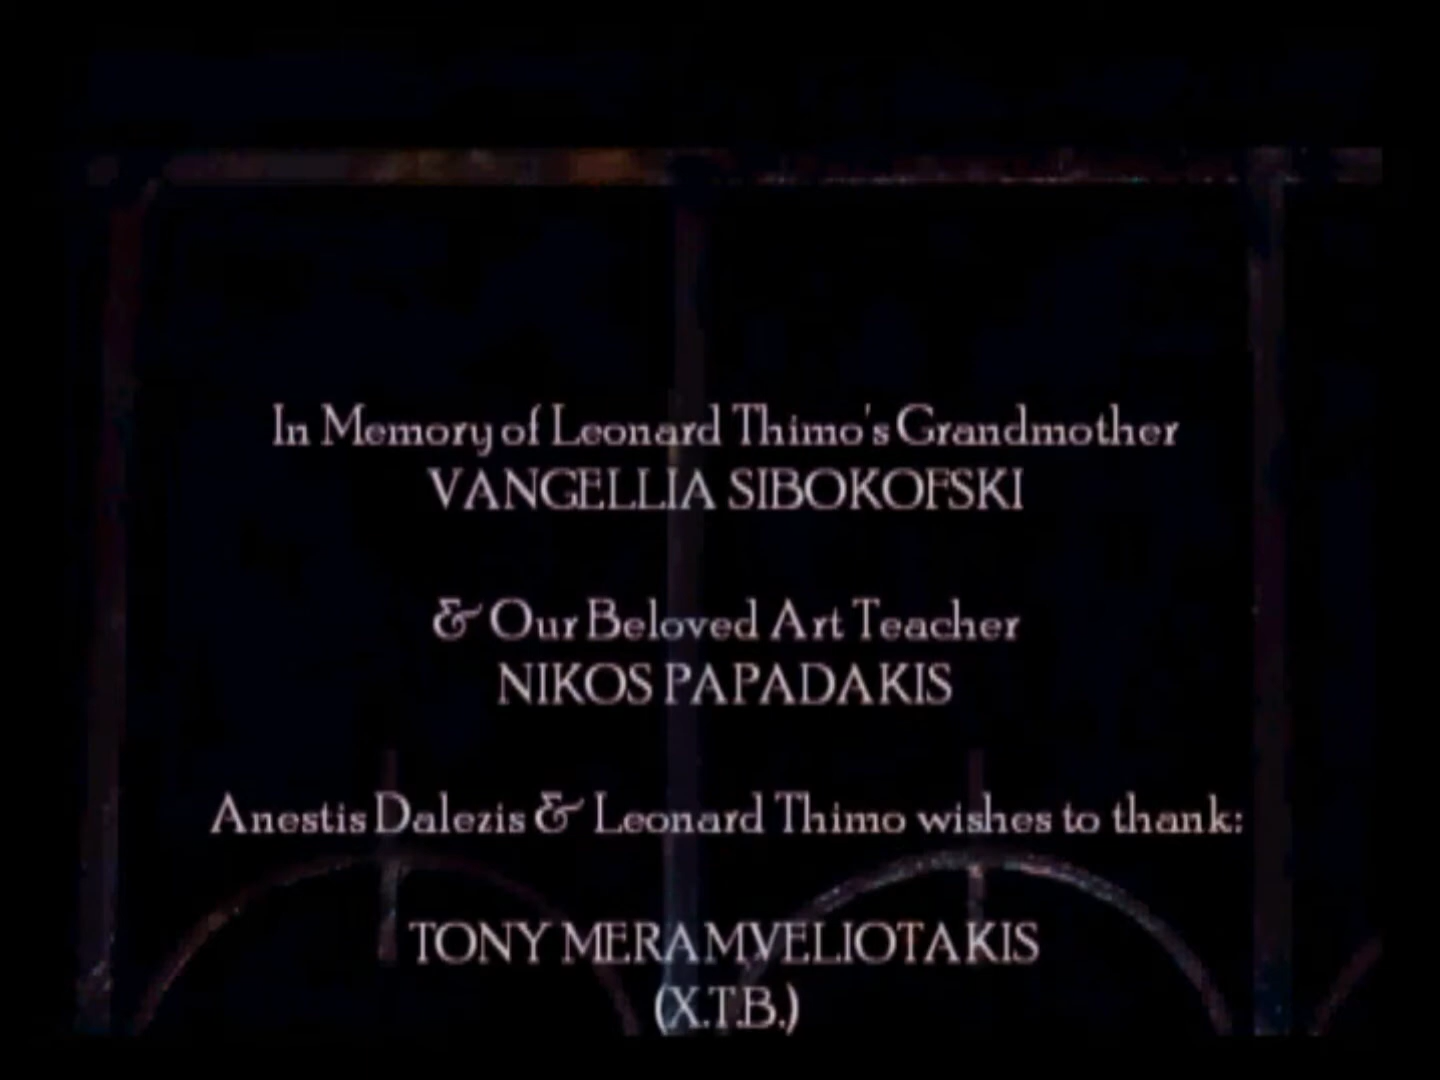 In Memory of Leonard Thimo's Grandmother
VANGELLIA SIBOKOFSKI
& Our Beloved Art Teacher
NIKOS PAPADAKIS
Anestis Dalezis & Leonard Thimo wishes to thank:
TONY MERAMVELIOTAKIS
(X.T.B.)